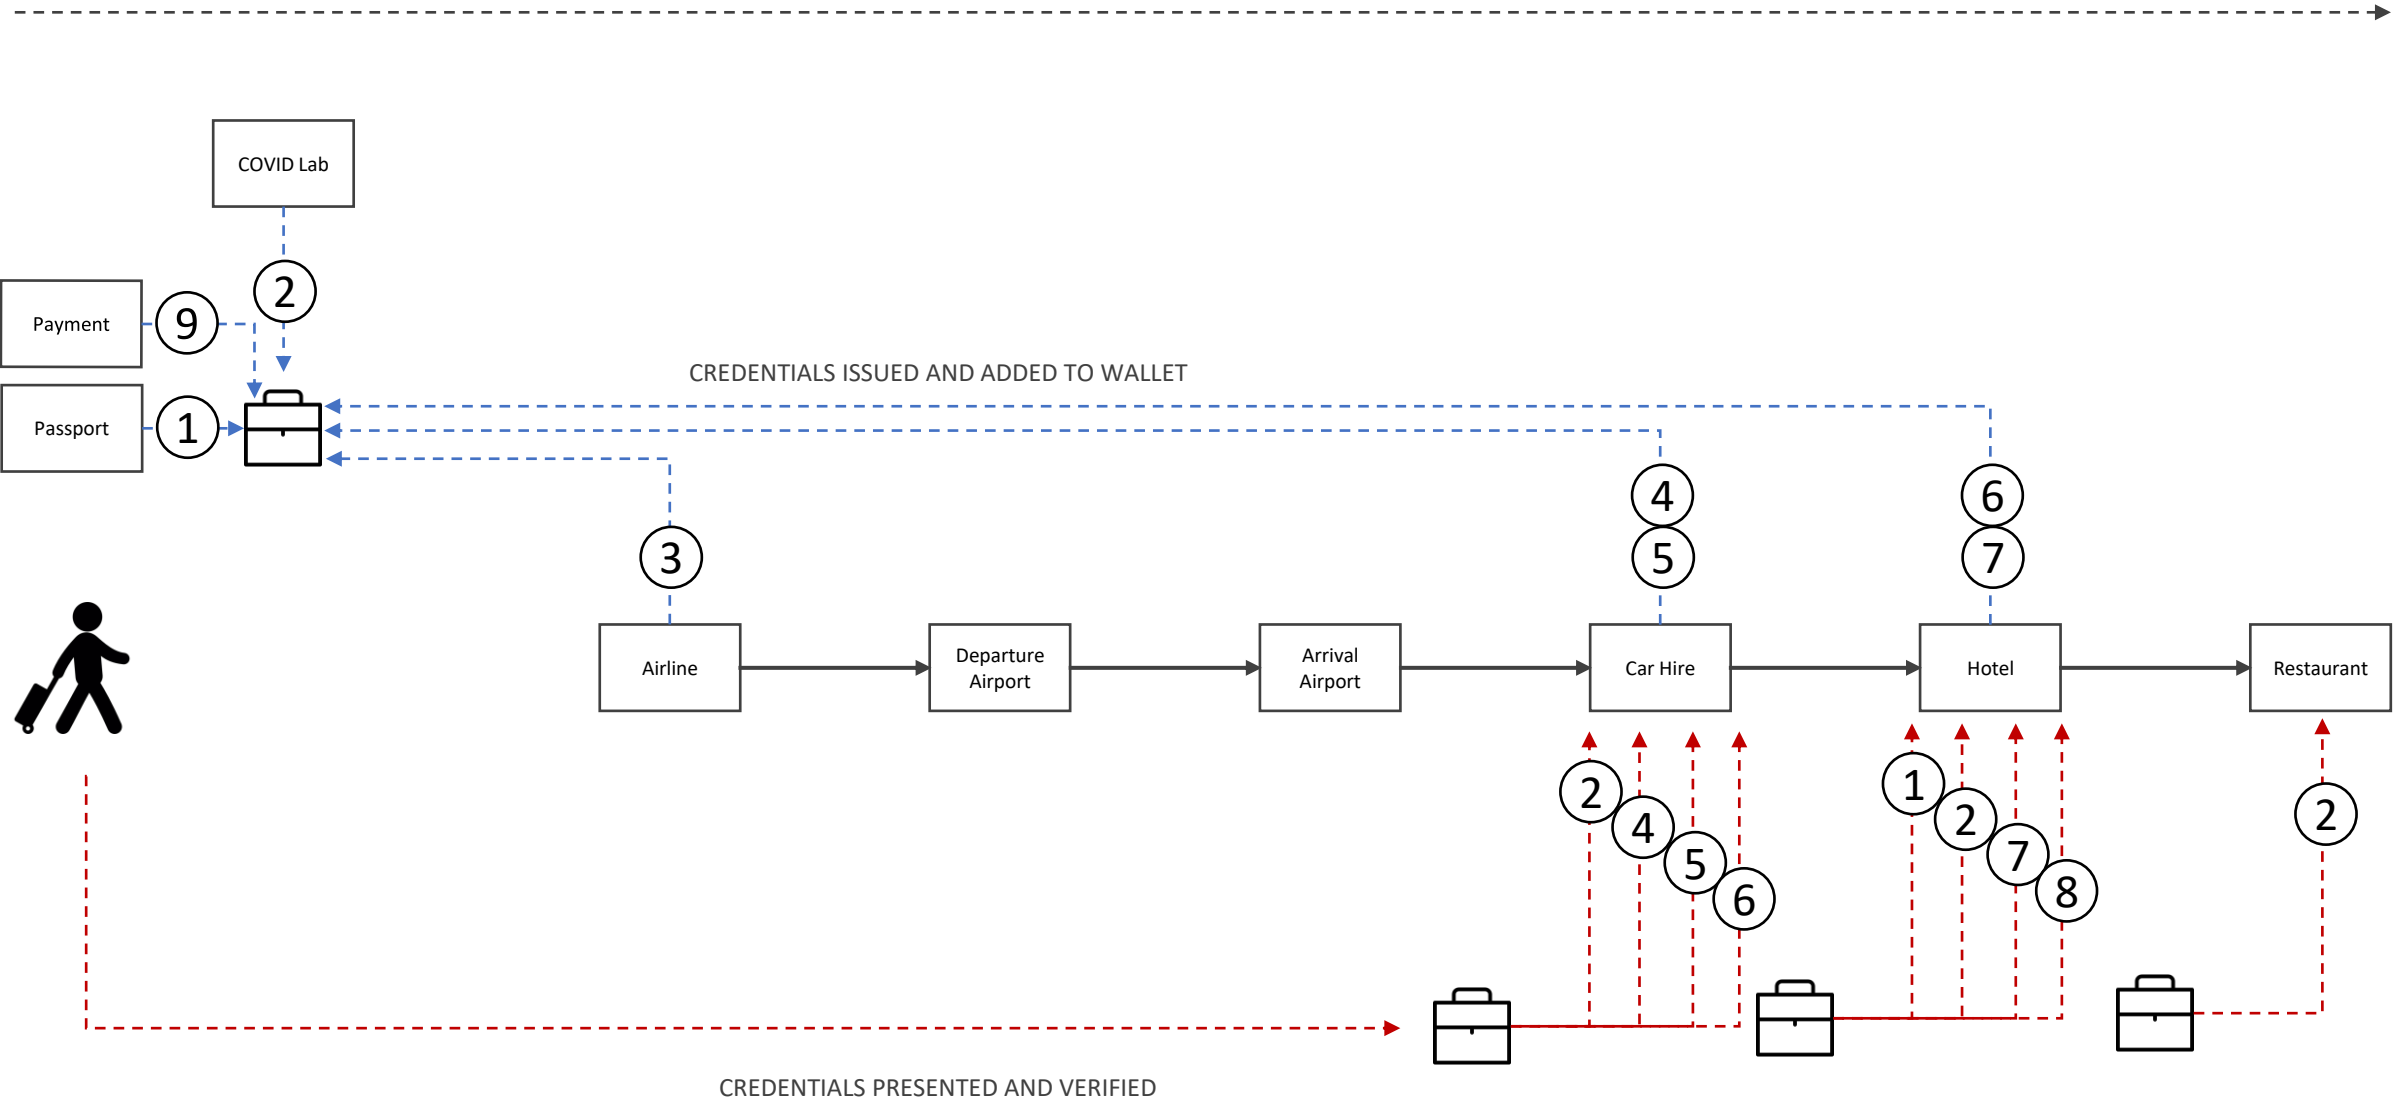 COVID Lab
2
Payment
9
CREDENTIALS ISSUED AND ADDED TO WALLET
Passport
1
4
6
3
5
7
Airline
Departure
Airport
Arrival
Airport
Car Hire
Hotel
Restaurant
2
4
5
6
1
2
7
8
2
CREDENTIALS PRESENTED AND VERIFIED